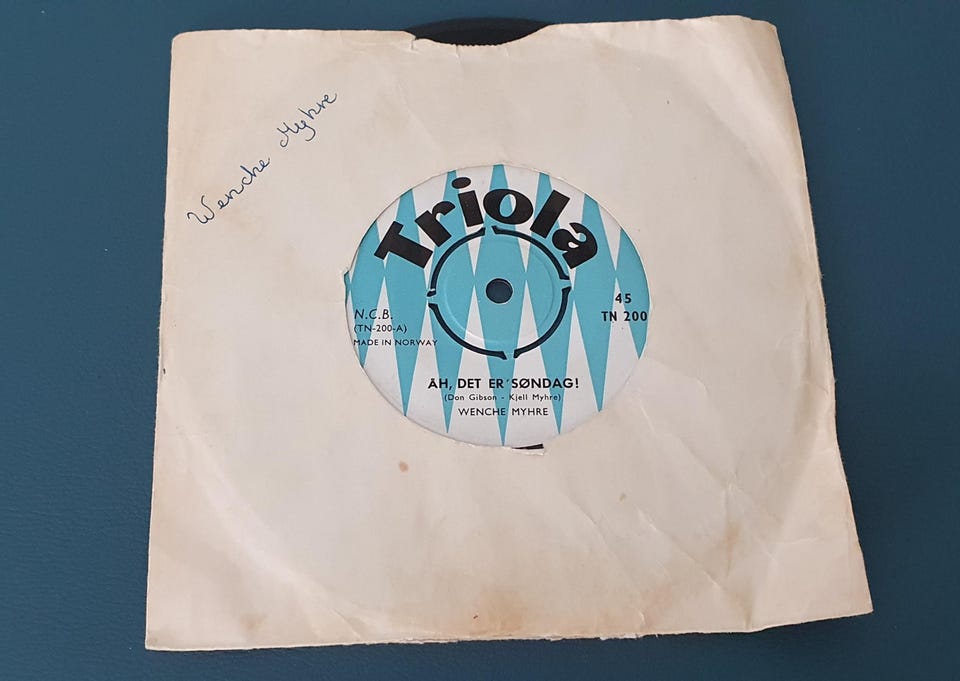 Wenche Myhre
Triola
45
TN 200
N.C.B.
(TN-200-A)
MADE IN NORWAY
ÅH, DET ER SØNDAG!
(Don Gibson - Kjell Myhre)
WENCHE MYHRE